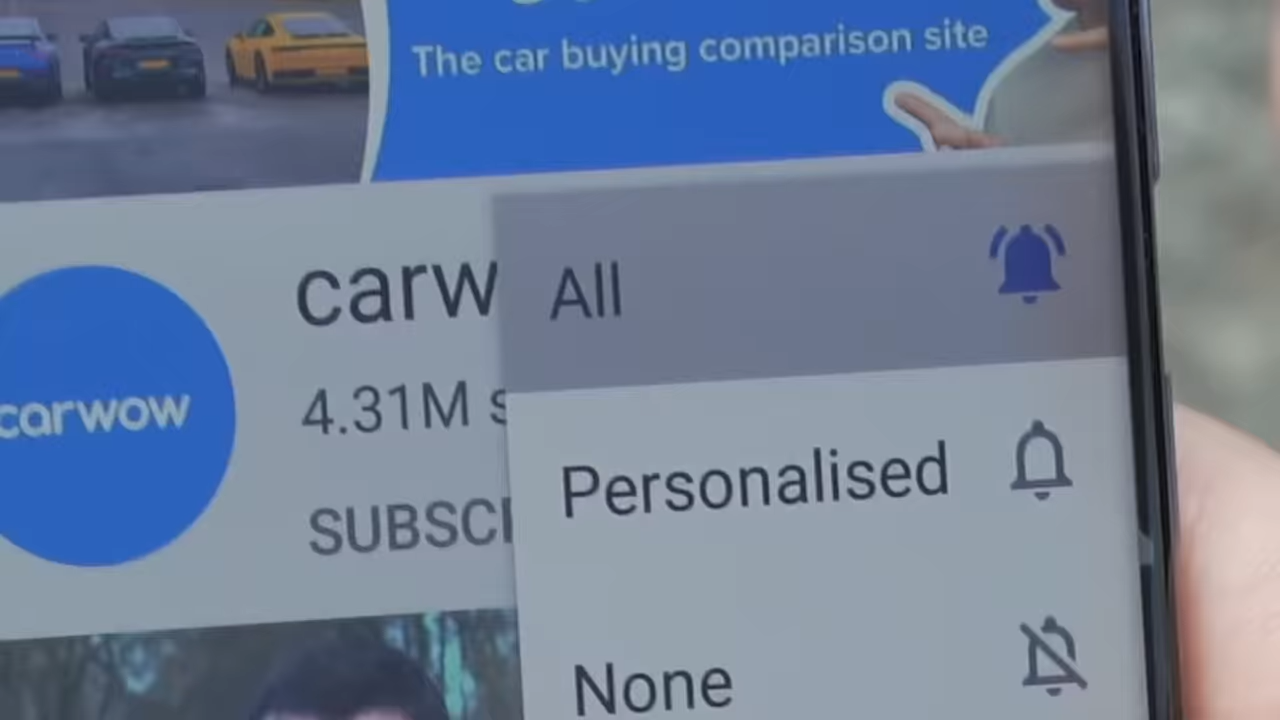 The car buying comparison site
carw
All
4.31M s
carwow
Personalised
SUBSC
None